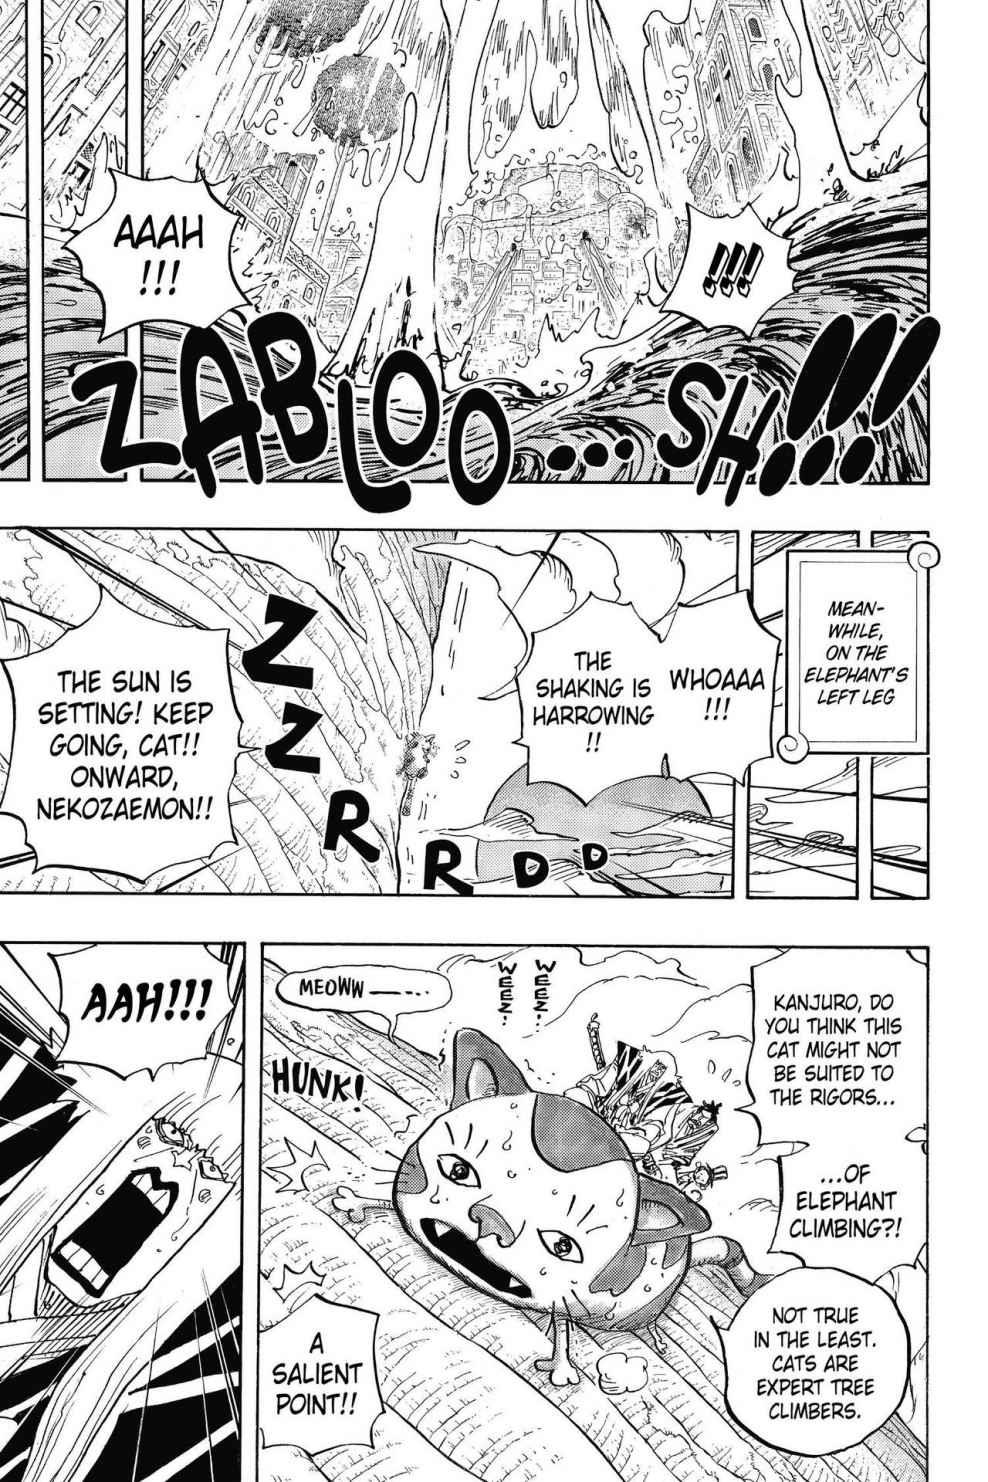 !!!
AAAH
!!!
ZABLOO...SH!!!
MEAN-
WHILE,
ON THE
ELEPHANT'S
LEFT LEG
WHOAAA
!!!
THE
SHAKING IS
HARROWING
!!
ZZRRDD
THE SUN IS
SETTING! KEEP
GOING, CAT!!
ONWARD,
NEKOZAEMON!!
KANJURO, DO
YOU THINK THIS
CAT MIGHT NOT
BE SUITED TO
THE RIGORS...
...OF
ELEPHANT
CLIMBING?!
NOT TRUE
IN THE LEAST.
CATS ARE
EXPERT TREE
CLIMBERS.
WEEZ..
WEEZ..
MEOWW
HUNK!
A
SALIENT
POINT!!
AAH!!!